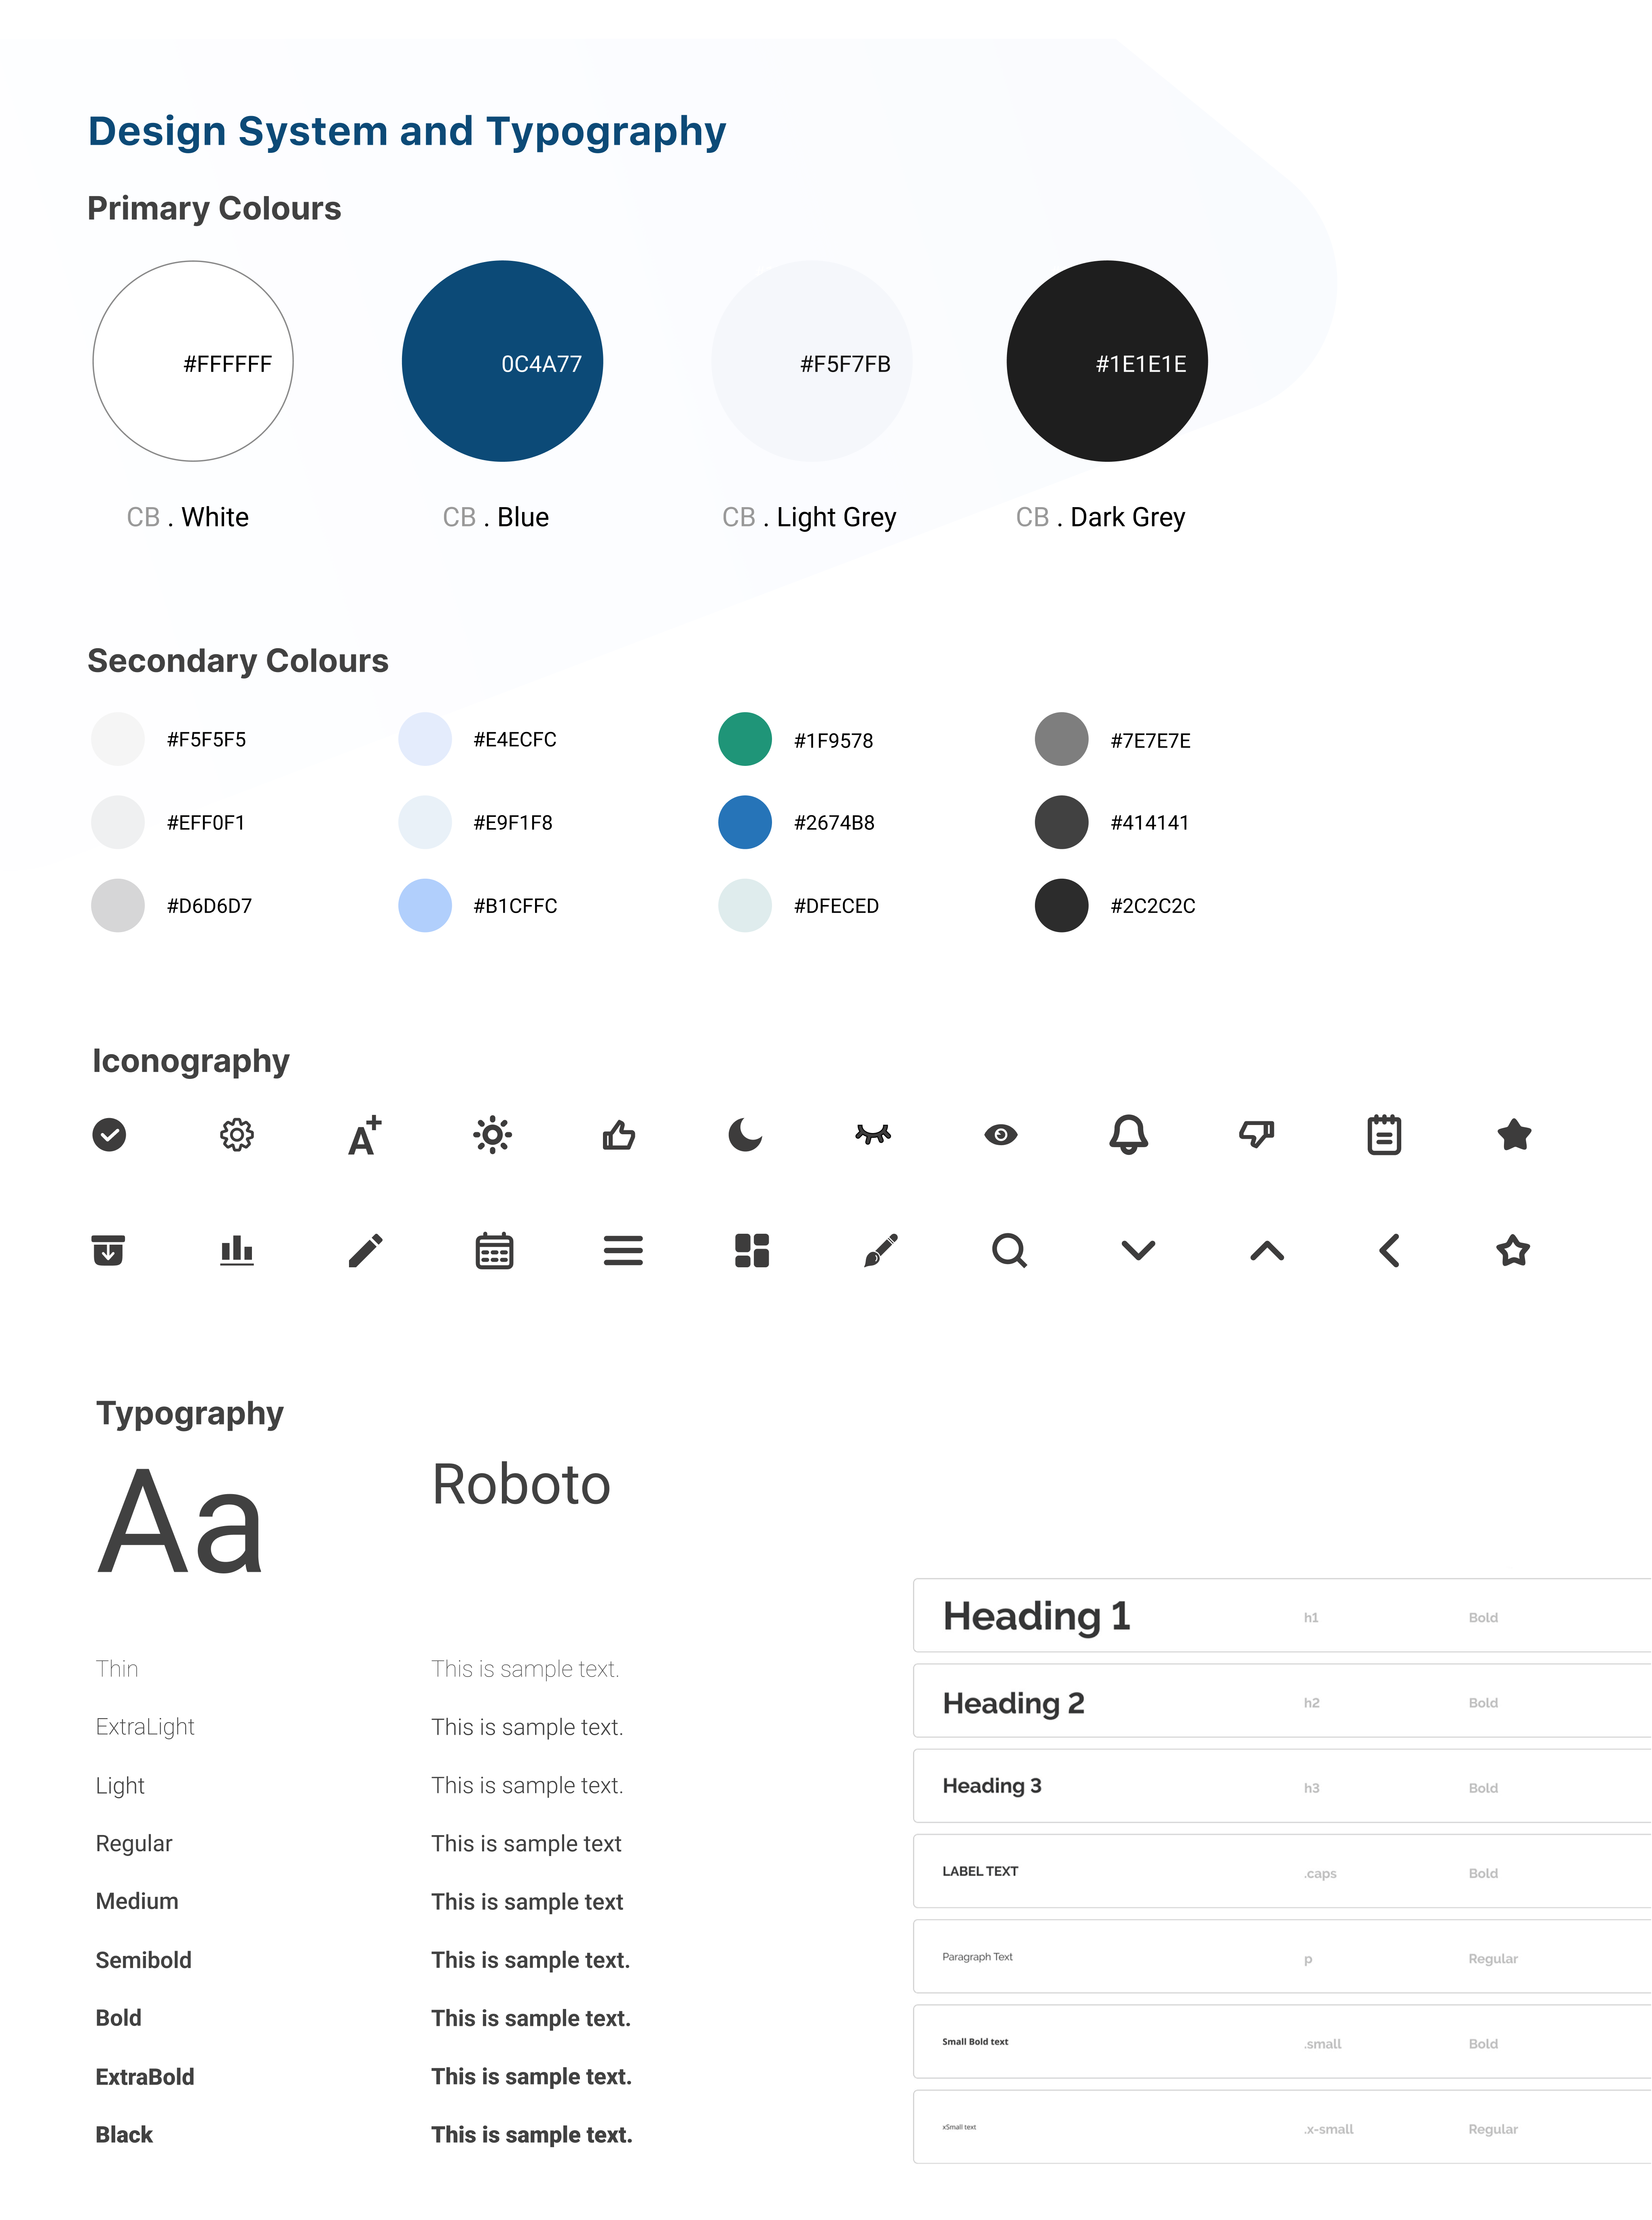 Design System and Typography
Primary Colours
#FFFFFF
0C4A77
#F5F7FB
#1E1E1E
CB . White
CB . Blue
CB . Light Grey
CB . Dark Grey
Secondary Colours
#F5F5F5
#E4ECFC
#1F9578
#7E7E7E
#EFF0F1
#E9F1F8
#2674B8
#414141
#D6D6D7
#B1CFFC
#DFECED
#2C2C2C
Iconography
A+
Typography
Aa
Roboto
Thin
This is sample text.
ExtraLight
This is sample text.
Light
This is sample text.
Regular
This is sample text
Medium
This is sample text
Semibold
This is sample text.
Bold
This is sample text.
ExtraBold
This is sample text.
Black
This is sample text.
Heading 1 h1 Bold
Heading 2 h2 Bold
Heading 3 h3 Bold
LABEL TEXT .caps Bold
Paragraph Text p Regular
Small Bold text .small Bold
xSmall text .x-small Regular